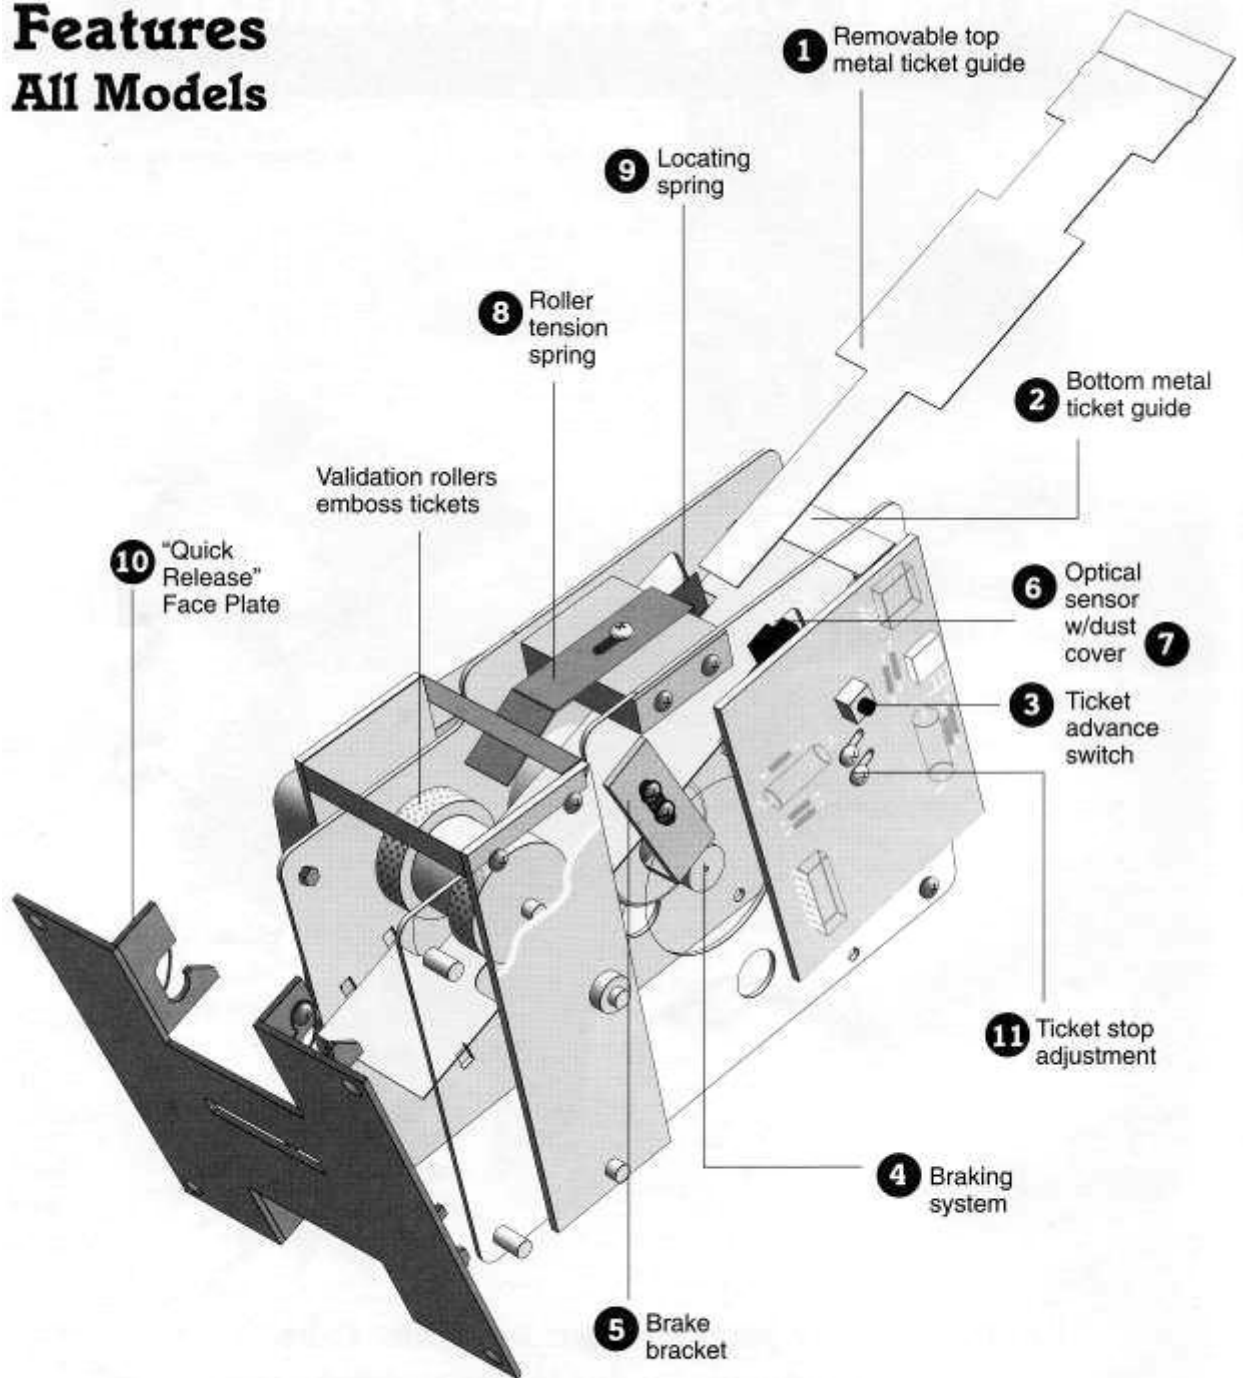 Features
All Models
1 Removable top
metal ticket guide
9 Locating
spring
8 Roller
tension
spring
2 Bottom metal
ticket guide
Validation rollers
emboss tickets
10 "Quick
Release"
Face Plate
6 Optical
sensor
w/dust
cover 7
3 Ticket
advance
switch
11 Ticket stop
adjustment
4 Braking
system
5 Brake
bracket